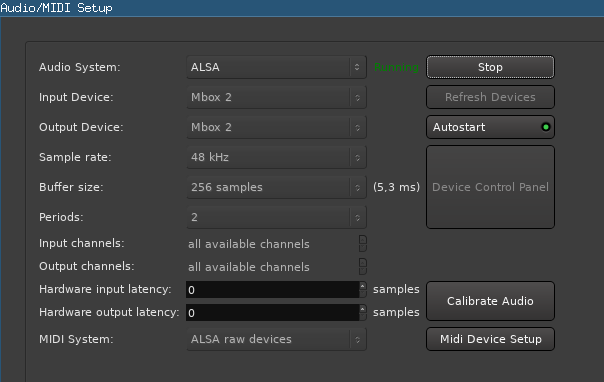 Audio/MIDI Setup
Audio System: ALSA Running Stop
Input Device: Mbox 2 Refresh Devices
Output Device: Mbox 2 Autostart
Sample rate: 48 kHz
Buffer size: 256 samples (5,3 ms) Device Control Panel
Periods: 2
Input channels: all available channels
Output channels: all available channels
Hardware input latency: 0 samples
Calibrate Audio
Hardware output latency: 0 samples
MIDI System: ALSA raw devices Midi Device Setup